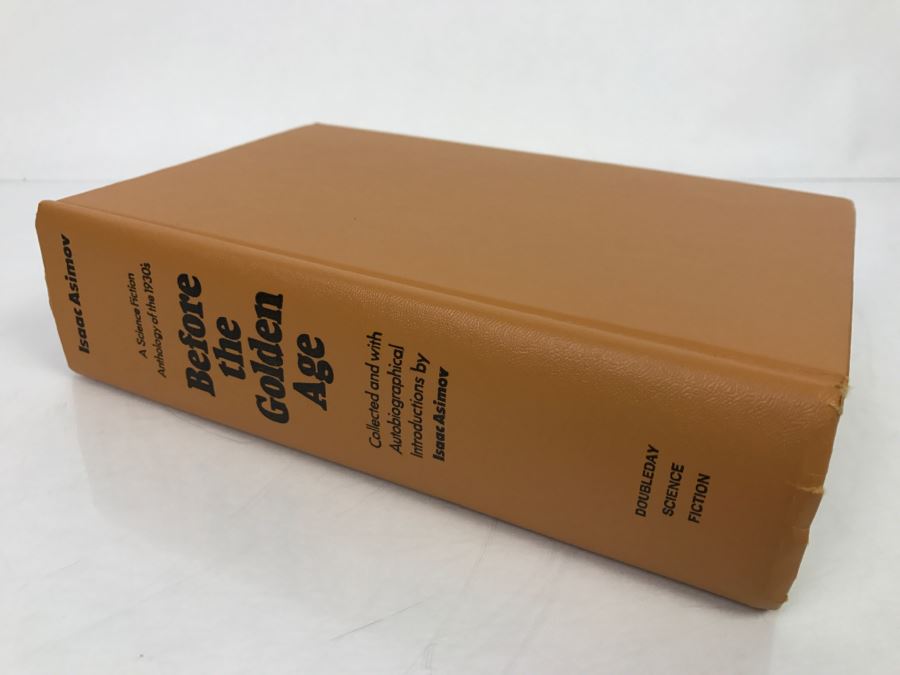 Isaac Asimov
A Science Fiction
Anthology of the 1930s
Before
the
Golden
Age
Collected and with
Autobiographical
Introductions by
Isaac Asimov
DOUBLEDAY
SCIENCE
FICTION